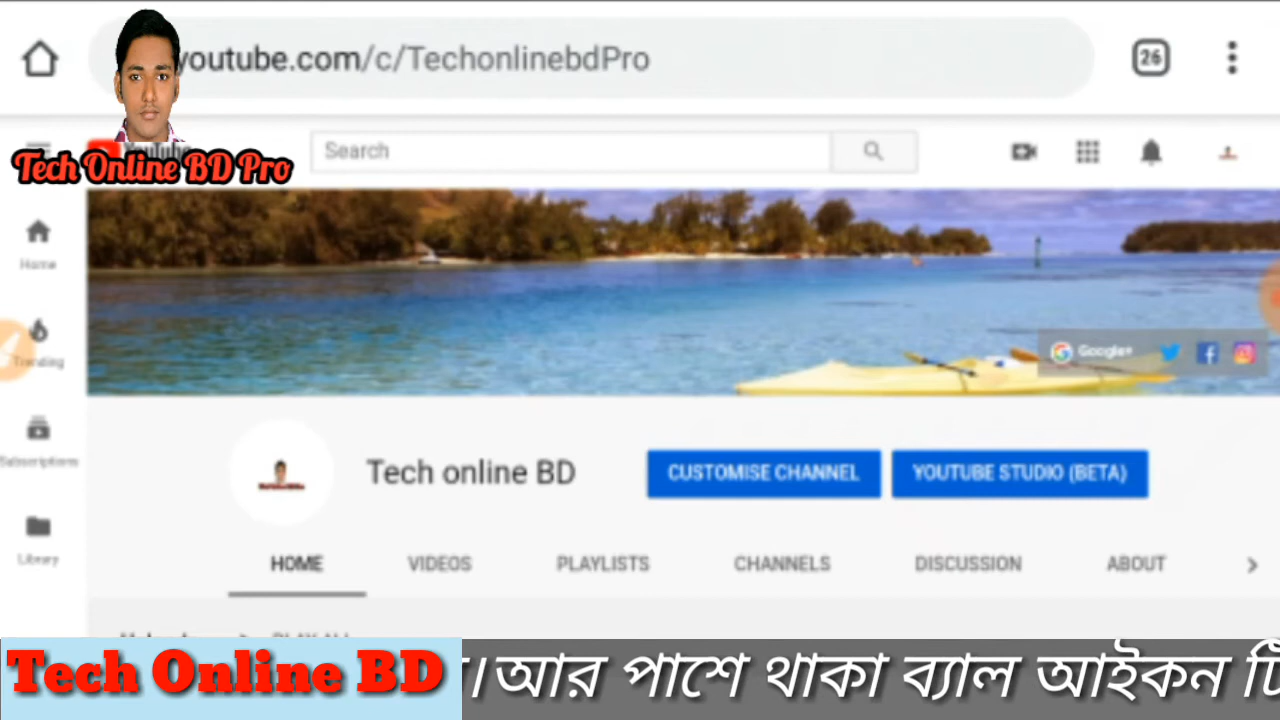 youtube.com/c/TechonlinebdPro
26
Search
Tech Online BD Pro
Home
Trending
Google+
Subscriptions
Tech online BD
CUSTOMISE CHANNEL
YOUTUBE STUDIO (BETA)
Library
HOME
VIDEOS
PLAYLISTS
CHANNELS
DISCUSSION
ABOUT
Tech Online BD
।আর পাশে থাকা ব্যাল আইকন টি